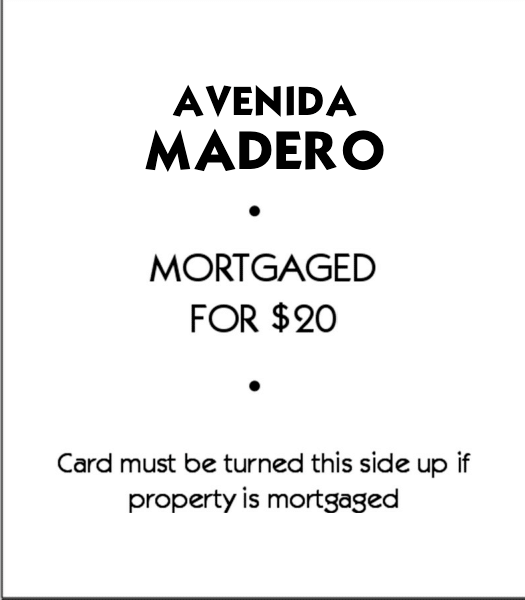 AVENIDA
MADERO
•
MORTGAGED
FOR $20
•
Card must be turned this side up if
property is mortgaged